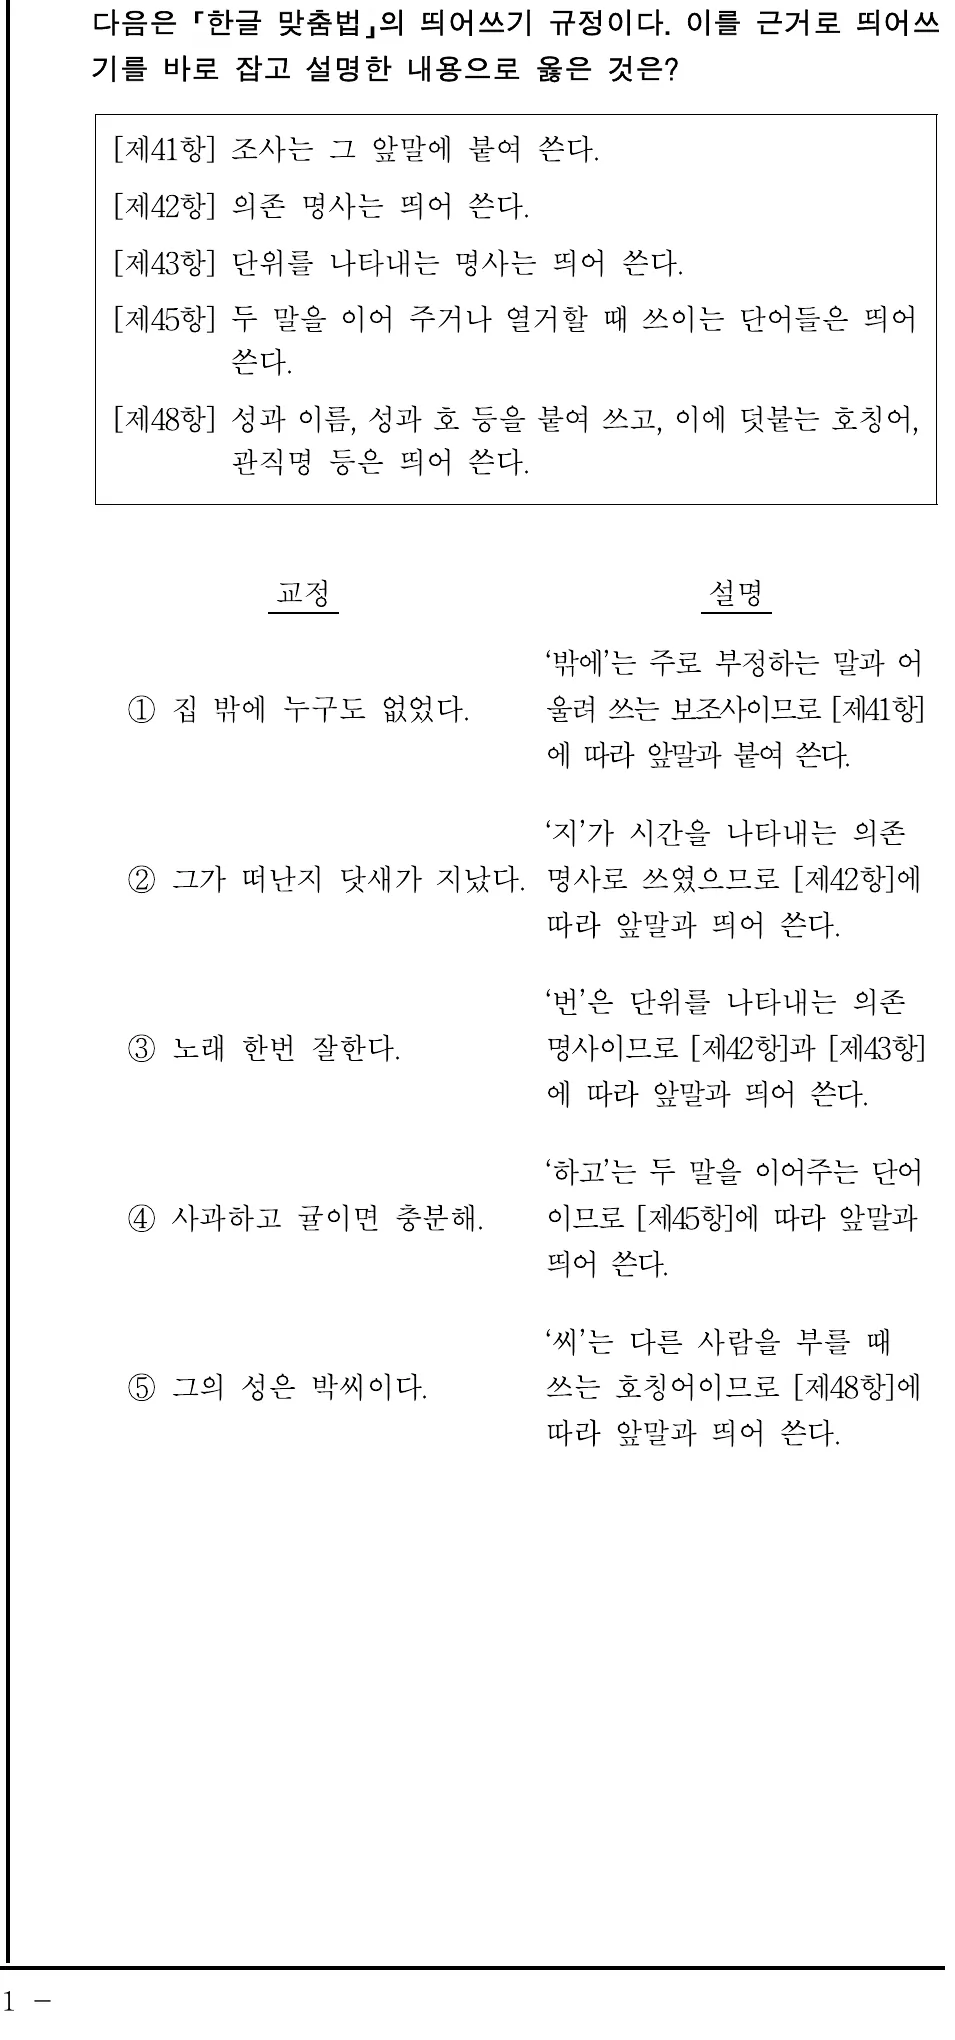 다음은 「한글 맞춤법」의 띄어쓰기 규정이다. 이를 근거로 띄어쓰
기를 바로 잡고 설명한 내용으로 옳은 것은?
[제41항] 조사는 그 앞말에 붙여 쓴다.
[제42항] 의존 명사는 띄어 쓴다.
[제43항] 단위를 나타내는 명사는 띄어 쓴다.
[제45항] 두 말을 이어 주거나 열거할 때 쓰이는 단어들은 띄어
쓴다.
[제48항] 성과 이름, 성과 호 등을 붙여 쓰고, 이에 덧붙는 호칭어,
관직명 등은 띄어 쓴다.
교정 설명
‘밖에’는 주로 부정하는 말과 어
① 집 밖에 누구도 없었다. 울려 쓰는 보조사이므로 [제41항]
에 따라 앞말과 붙여 쓴다.
‘지’가 시간을 나타내는 의존
② 그가 떠난지 닷새가 지났다. 명사로 쓰였으므로 [제42항]에
따라 앞말과 띄어 쓴다.
‘번’은 단위를 나타내는 의존
③ 노래 한번 잘한다. 명사이므로 [제42항]과 [제43항]
에 따라 앞말과 띄어 쓴다.
‘하고’는 두 말을 이어주는 단어
④ 사과하고 귤이면 충분해. 이므로 [제45항]에 따라 앞말과
띄어 쓴다.
‘씨’는 다른 사람을 부를 때
⑤ 그의 성은 박씨이다. 쓰는 호칭어이므로 [제48항]에
따라 앞말과 띄어 쓴다.
1 -